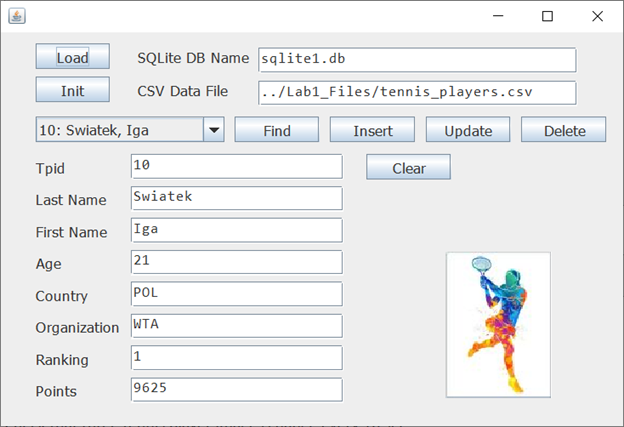 Load SQLite DB Name sqlite1.db
Init CSV Data File ../Lab1_Files/tennis_players.csv
10: Swiatek, Iga Find Insert Update Delete
Tpid 10 Clear
Last Name Swiatek
First Name Iga
Age 21
Country POL
Organization WTA
Ranking 1
Points 9625